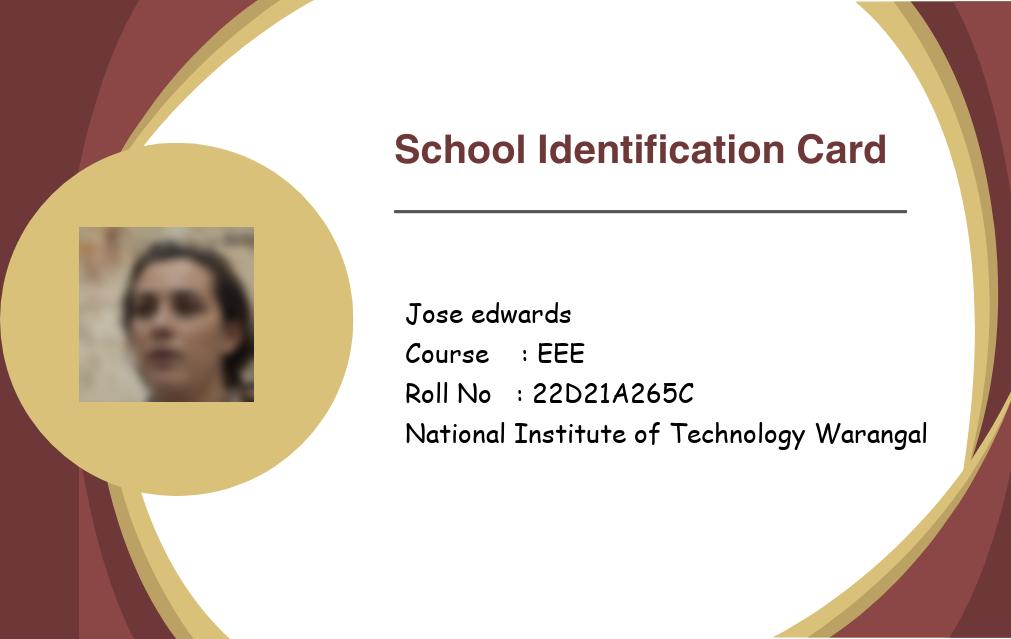 School Identification Card
Jose edwards
Course : EEE
Roll No : 22D21A265C
National Institute of Technology Warangal